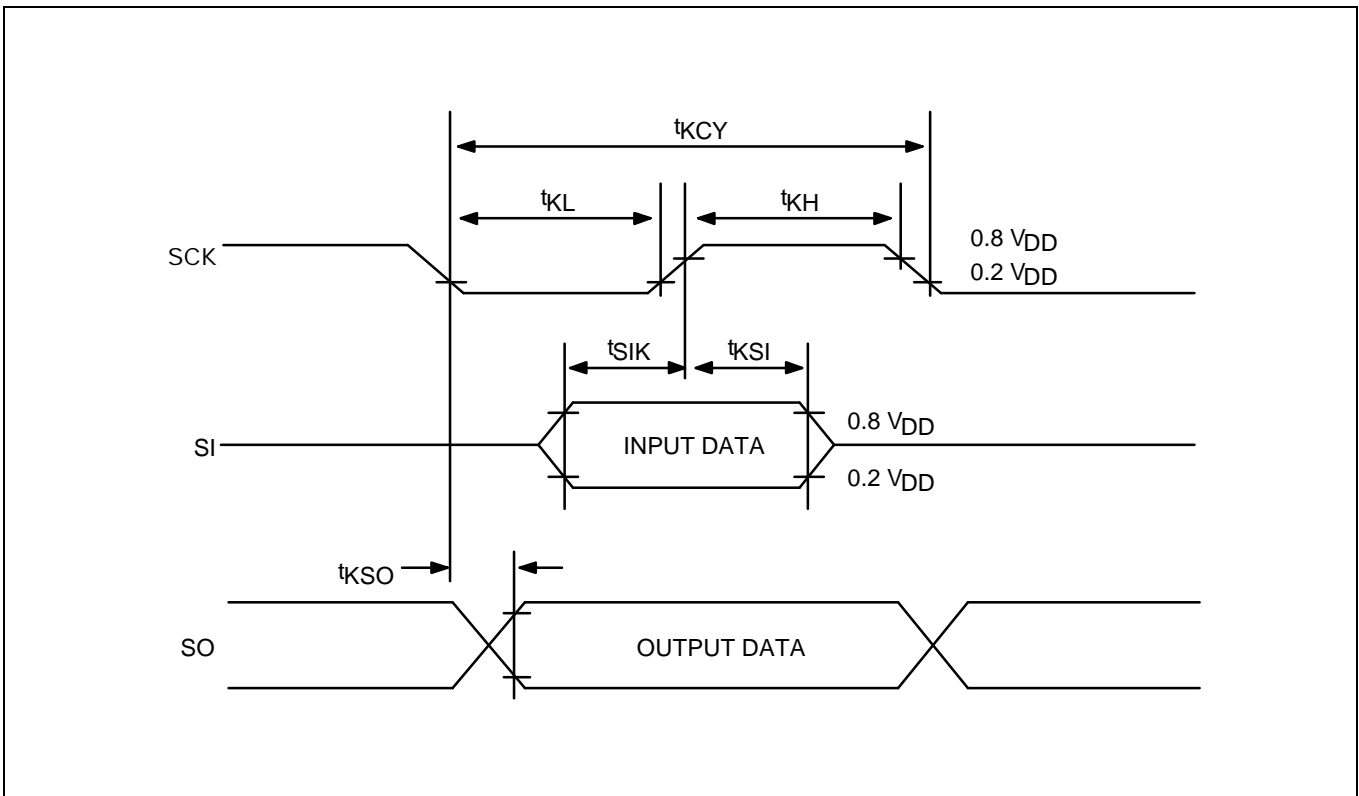 tKCY
tKL
tKH
SCK
0.8 VDD
0.2 VDD
tSIK
tKSI
SI
INPUT DATA
0.8 VDD
0.2 VDD
tKSO
SO
OUTPUT DATA